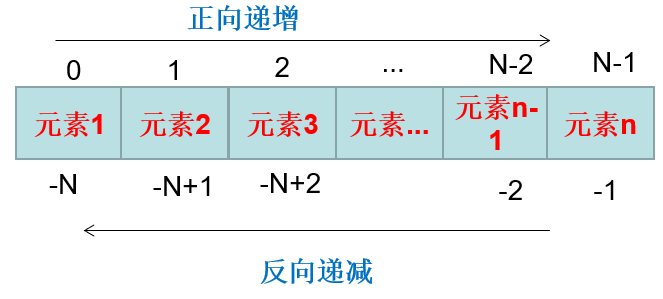 正向递增
0 1 2 ... N-2 N-1
元素1 元素2 元素3 元素... 元素n-1 元素n
-N -N+1 -N+2 -2 -1
反向递减